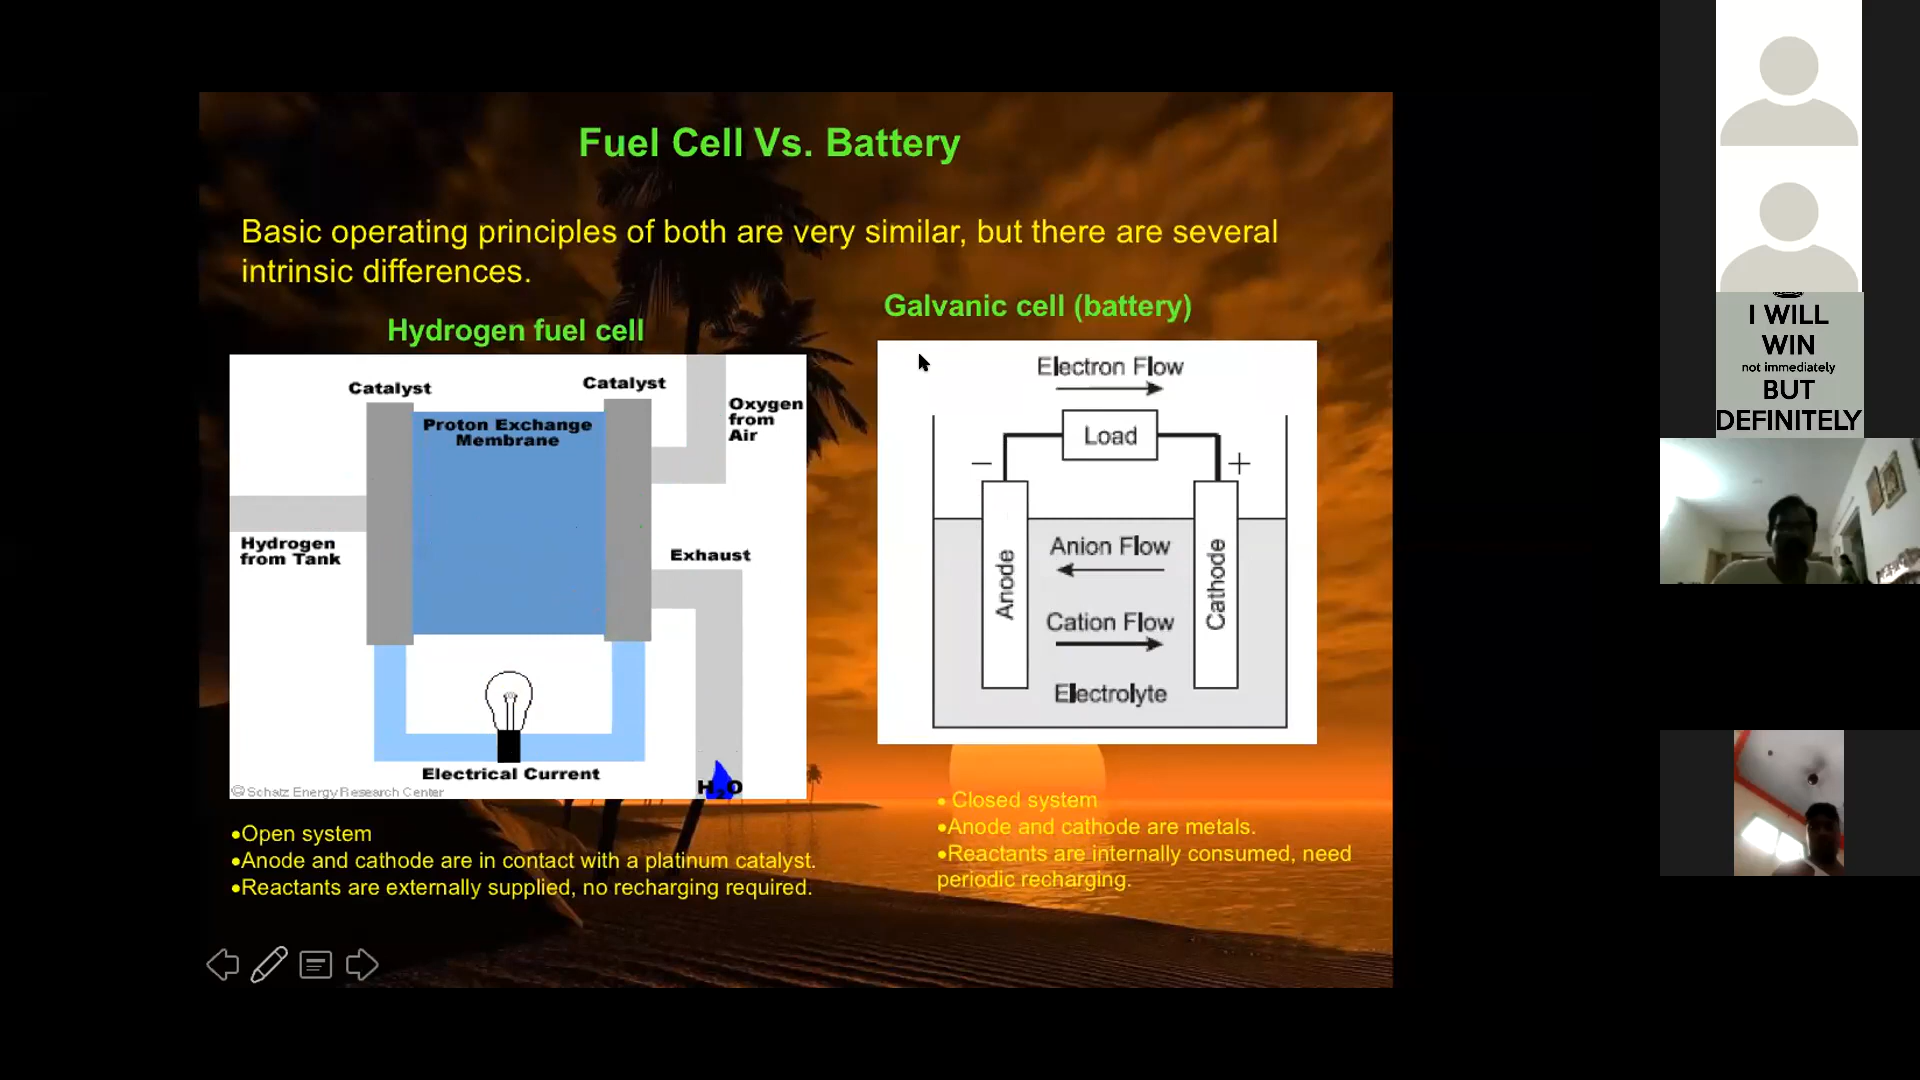 Fuel Cell Vs. Battery
Basic operating principles of both are very similar, but there are several
intrinsic differences.
Hydrogen fuel cell
Catalyst
Catalyst
Proton Exchange
Membrane
Oxygen
from
Air
Hydrogen
from Tank
Exhaust
Electrical Current
H₂O
© Schatz Energy Research Center
•Open system
•Anode and cathode are in contact with a platinum catalyst.
•Reactants are externally supplied, no recharging required.
Galvanic cell (battery)
Electron Flow
Load
−
+
Anion Flow
Anode
Cathode
Cation Flow
Electrolyte
• Closed system
•Anode and cathode are metals.
•Reactants are internally consumed, need
periodic recharging.
I WILL
WIN
not immediately
BUT
DEFINITELY